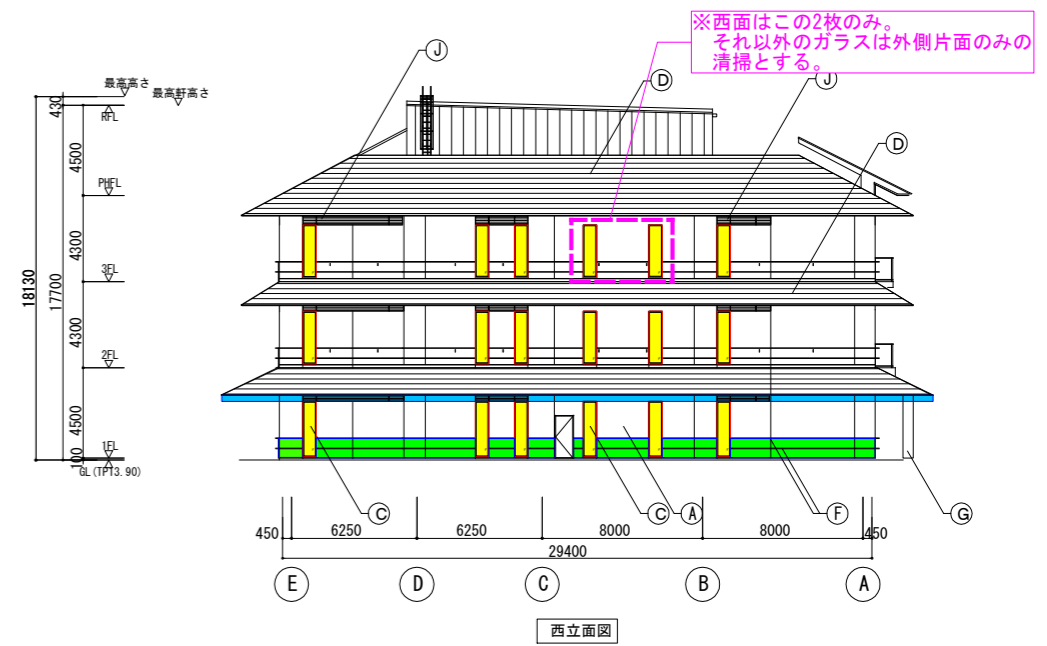 ※西面はこの2枚のみ。
それ以外のガラスは外側片面のみの
清掃とする。
J
D
J
D
最高高さ
最高軒高さ
430
RFL
4500
PHFL
4300
3FL
18130
17700
4300
2FL
4500
1FL
100
GL(TPT3.90)
C
C
A
F
G
450
6250
6250
8000
8000
450
29400
E
D
C
B
A
西立面図